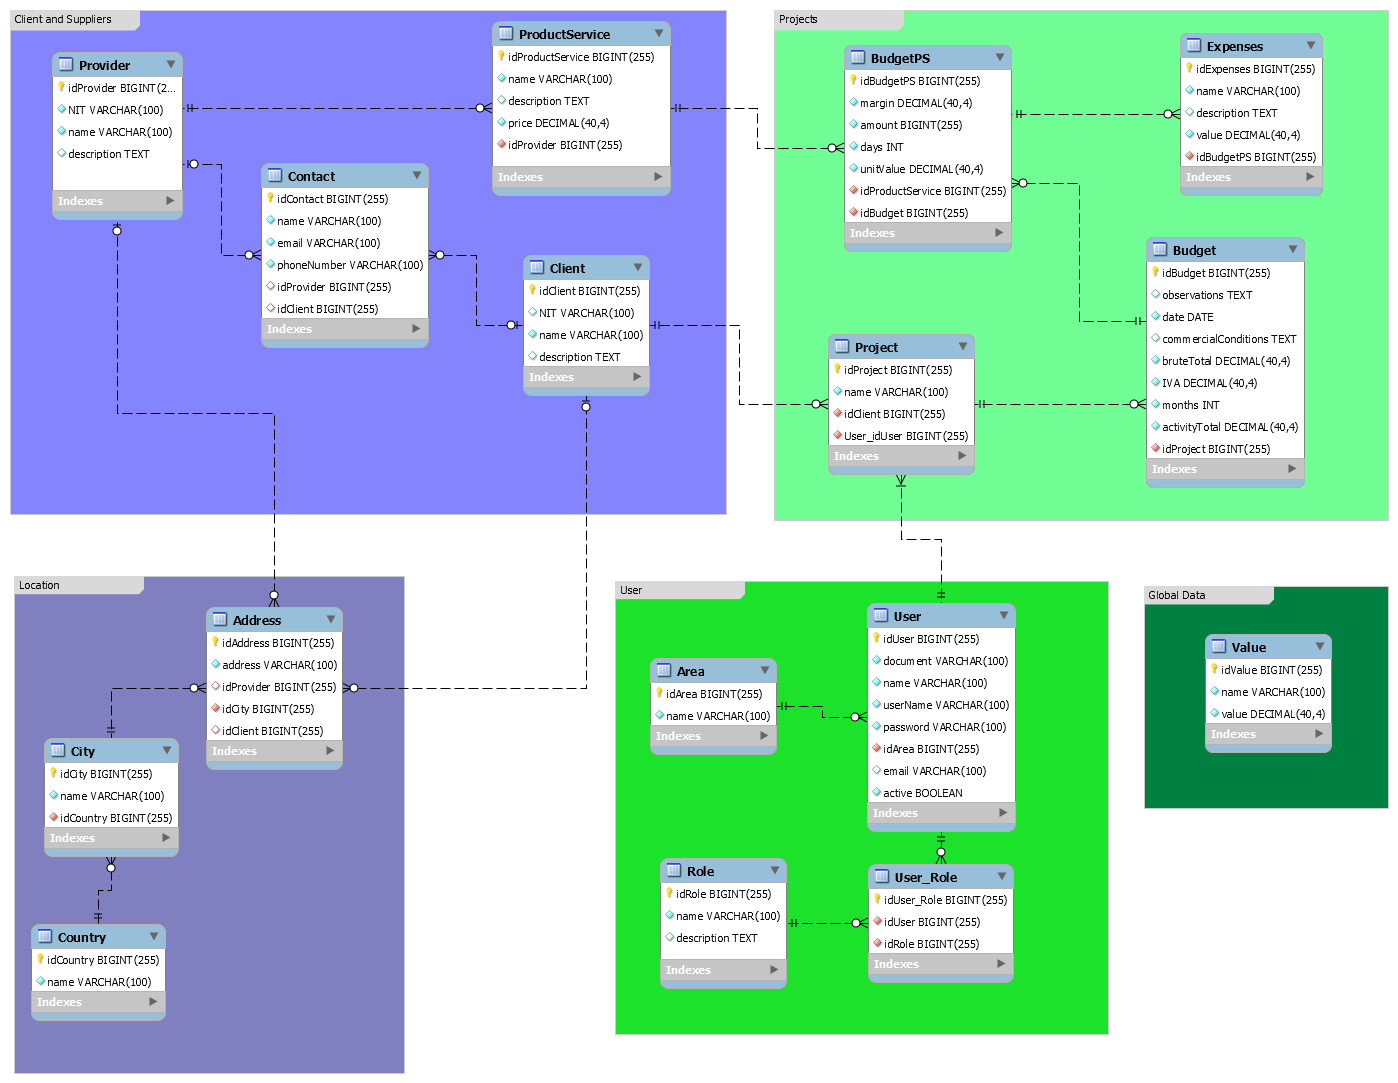 Client and Suppliers
Provider
idProvider BIGINT(2...
NIT VARCHAR(100)
name VARCHAR(100)
description TEXT
Indexes
ProductService
idProductService BIGINT(255)
name VARCHAR(100)
description TEXT
price DECIMAL(40,4)
idProvider BIGINT(255)
Indexes
Contact
idContact BIGINT(255)
name VARCHAR(100)
email VARCHAR(100)
phoneNumber VARCHAR(100)
idProvider BIGINT(255)
idClient BIGINT(255)
Indexes
Client
idClient BIGINT(255)
NIT VARCHAR(100)
name VARCHAR(100)
description TEXT
Indexes
Projects
BudgetPS
idBudgetPS BIGINT(255)
margin DECIMAL(40,4)
amount BIGINT(255)
days INT
unitValue DECIMAL(40,4)
idProductService BIGINT(255)
idBudget BIGINT(255)
Indexes
Expenses
idExpenses BIGINT(255)
name VARCHAR(100)
description TEXT
value DECIMAL(40,4)
idBudgetPS BIGINT(255)
Indexes
Budget
idBudget BIGINT(255)
observations TEXT
date DATE
commercialConditions TEXT
bruteTotal DECIMAL(40,4)
IVA DECIMAL(40,4)
months INT
activityTotal DECIMAL(40,4)
idProject BIGINT(255)
Indexes
Project
idProject BIGINT(255)
name VARCHAR(100)
idClient BIGINT(255)
User_idUser BIGINT(255)
Indexes
Location
Address
idAddress BIGINT(255)
address VARCHAR(100)
idProvider BIGINT(255)
idCity BIGINT(255)
idClient BIGINT(255)
Indexes
City
idCity BIGINT(255)
name VARCHAR(100)
idCountry BIGINT(255)
Indexes
Country
idCountry BIGINT(255)
name VARCHAR(100)
Indexes
User
User
idUser BIGINT(255)
document VARCHAR(100)
name VARCHAR(100)
userName VARCHAR(100)
password VARCHAR(100)
idArea BIGINT(255)
email VARCHAR(100)
active BOOLEAN
Indexes
Area
idArea BIGINT(255)
name VARCHAR(100)
Indexes
Role
idRole BIGINT(255)
name VARCHAR(100)
description TEXT
Indexes
User_Role
idUser_Role BIGINT(255)
idUser BIGINT(255)
idRole BIGINT(255)
Indexes
Global Data
Value
idValue BIGINT(255)
name VARCHAR(100)
value DECIMAL(40,4)
Indexes